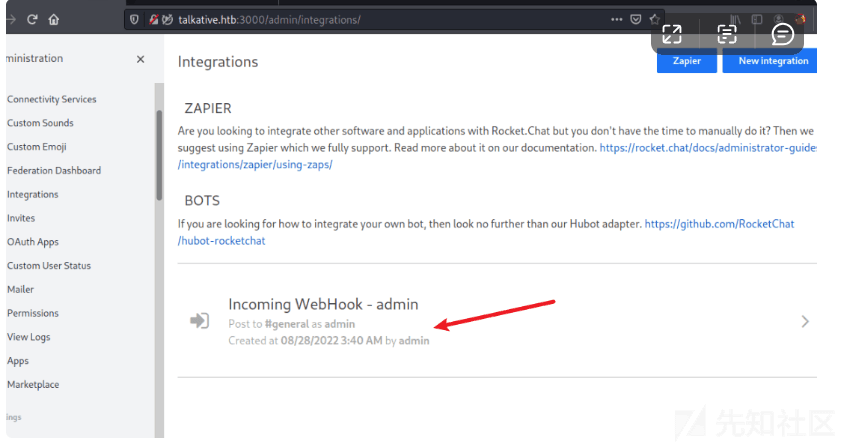 talkative.htb:3000/admin/integrations/
ministration
×
Connectivity Services
Custom Sounds
Custom Emoji
Federation Dashboard
Integrations
Invites
OAuth Apps
Custom User Status
Mailer
Permissions
View Logs
Apps
Marketplace
ings
Integrations
Zapier
New integration
ZAPIER
Are you looking to integrate other software and applications with Rocket.Chat but you don't have the time to manually do it? Then we
suggest using Zapier which we fully support. Read more about it on our documentation. https://rocket.chat/docs/administrator-guides
/integrations/zapier/using-zaps/
BOTS
If you are looking for how to integrate your own bot, then look no further than our Hubot adapter. https://github.com/RocketChat
/hubot-rocketchat
Incoming WebHook - admin
Post to #general as admin
Created at 08/28/2022 3:40 AM by admin
先知社区